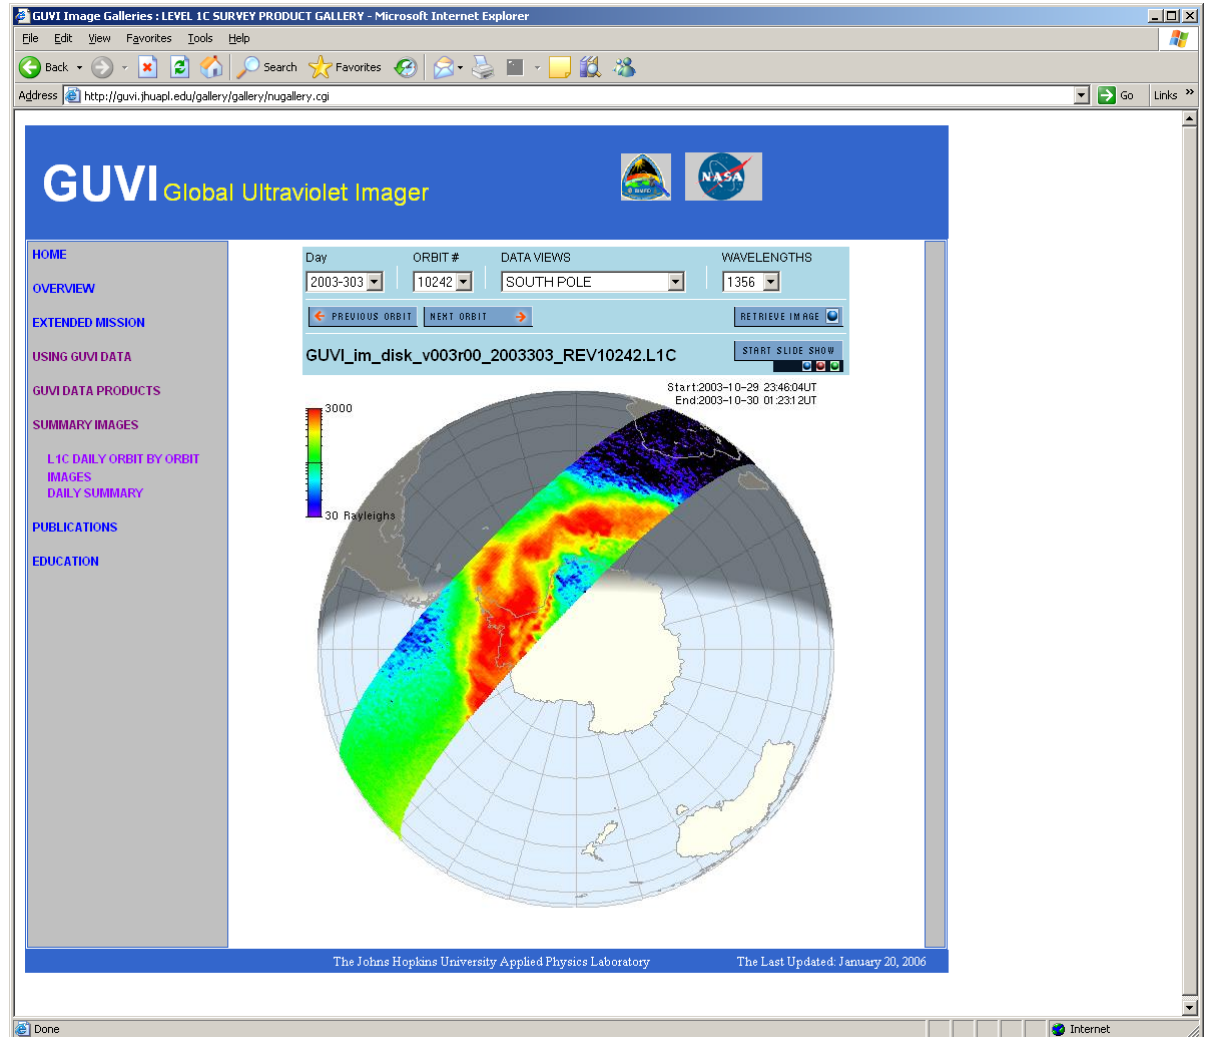 GUVI Image Galleries : LEVEL 1C SURVEY PRODUCT GALLERY - Microsoft Internet Explorer
File Edit View Favorites Tools Help
Back Search Favorites
Address http://guvi.jhuapl.edu/gallery/gallery/nugallery.cgi Go Links »
GUVI Global Ultraviolet Imager
NASA
HOME
OVERVIEW
EXTENDED MISSION
USING GUVI DATA
GUVI DATA PRODUCTS
SUMMARY IMAGES
L1C DAILY ORBIT BY ORBIT
IMAGES
DAILY SUMMARY
PUBLICATIONS
EDUCATION
Day ORBIT # DATA VIEWS WAVELENGTHS
2003-303 10242 SOUTH POLE 1356
PREVIOUS ORBIT NEXT ORBIT RETRIEVE IMAGE
GUVI_im_disk_v003r00_2003303_REV10242.L1C START SLIDE SHOW
Start:2003-10-29 23:46:04UT
End:2003-10-30 01:23:12UT
3000
30 Rayleighs
The Johns Hopkins University Applied Physics Laboratory The Last Updated: January 20, 2006
Done Internet